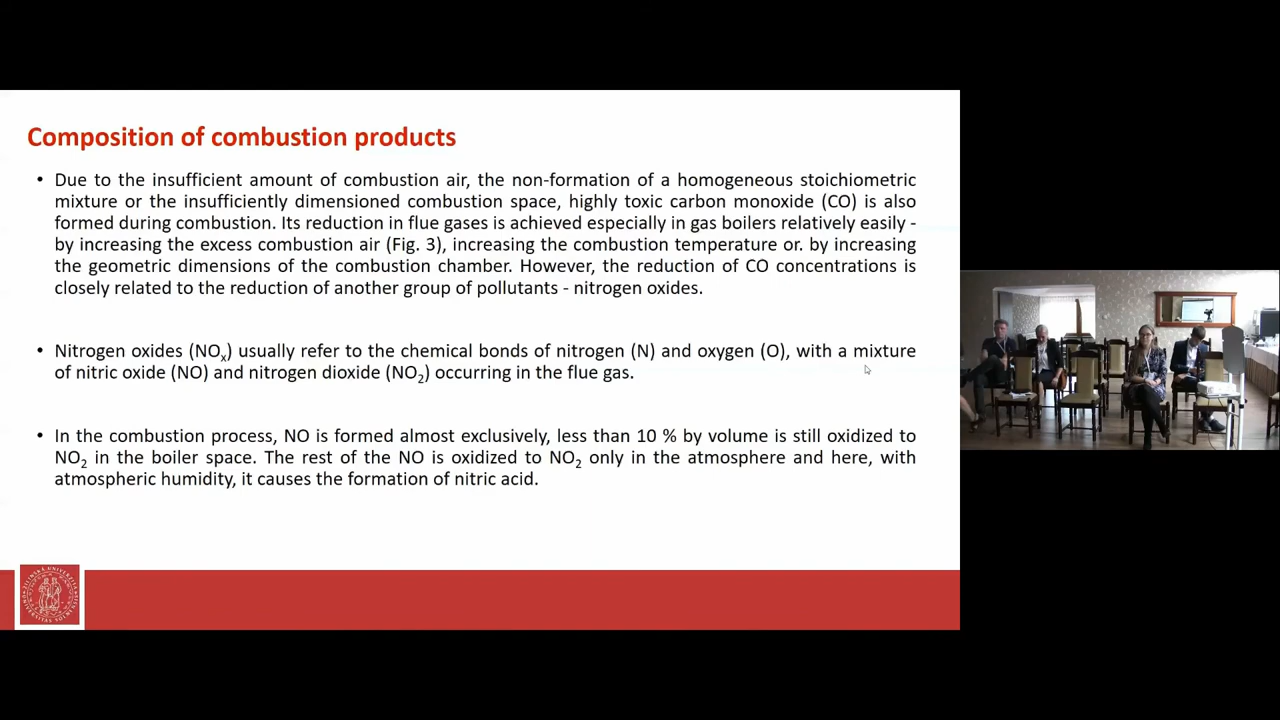 Composition of combustion products
• Due to the insufficient amount of combustion air, the non-formation of a homogeneous stoichiometric
mixture or the insufficiently dimensioned combustion space, highly toxic carbon monoxide (CO) is also
formed during combustion. Its reduction in flue gases is achieved especially in gas boilers relatively easily -
by increasing the excess combustion air (Fig. 3), increasing the combustion temperature or. by increasing
the geometric dimensions of the combustion chamber. However, the reduction of CO concentrations is
closely related to the reduction of another group of pollutants - nitrogen oxides.
• Nitrogen oxides (NOx) usually refer to the chemical bonds of nitrogen (N) and oxygen (O), with a mixture
of nitric oxide (NO) and nitrogen dioxide (NO2) occurring in the flue gas.
• In the combustion process, NO is formed almost exclusively, less than 10 % by volume is still oxidized to
NO2 in the boiler space. The rest of the NO is oxidized to NO2 only in the atmosphere and here, with
atmospheric humidity, it causes the formation of nitric acid.